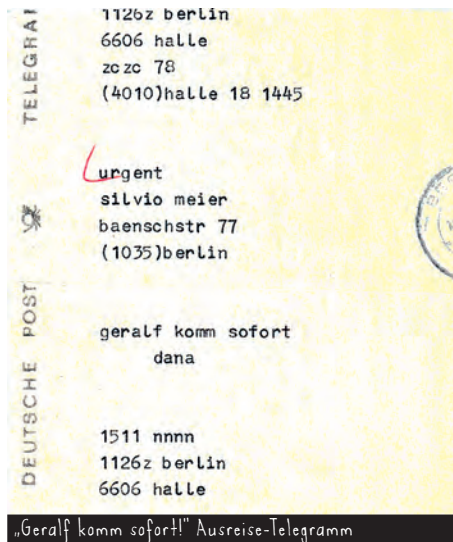 1126z berlin
6606 halle
zczc 78
(4010)halle 18 1445
urgent
silvio meier
baenschstr 77
(1035)berlin
geralf komm sofort
dana
1511 nnnn
1126z berlin
6606 halle
DEUTSCHE POST
„Geralf komm sofort!" Ausreise-Telegramm